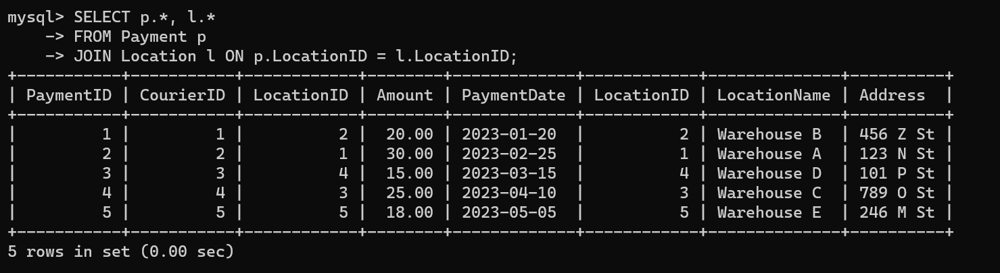 mysql> SELECT p.*, l.*
    -> FROM Payment p
    -> JOIN Location l ON p.LocationID = l.LocationID;
+-----------+-----------+------------+--------+-------------+------------+--------------+----------+
| PaymentID | CourierID | LocationID | Amount | PaymentDate | LocationID | LocationName | Address  |
+-----------+-----------+------------+--------+-------------+------------+--------------+----------+
|         1 |         1 |          2 |  20.00 | 2023-01-20  |          2 | Warehouse B  | 456 Z St |
|         2 |         2 |          1 |  30.00 | 2023-02-25  |          1 | Warehouse A  | 123 N St |
|         3 |         3 |          4 |  15.00 | 2023-03-15  |          4 | Warehouse D  | 101 P St |
|         4 |         4 |          3 |  25.00 | 2023-04-10  |          3 | Warehouse C  | 789 O St |
|         5 |         5 |          5 |  18.00 | 2023-05-05  |          5 | Warehouse E  | 246 M St |
+-----------+-----------+------------+--------+-------------+------------+--------------+----------+
5 rows in set (0.00 sec)